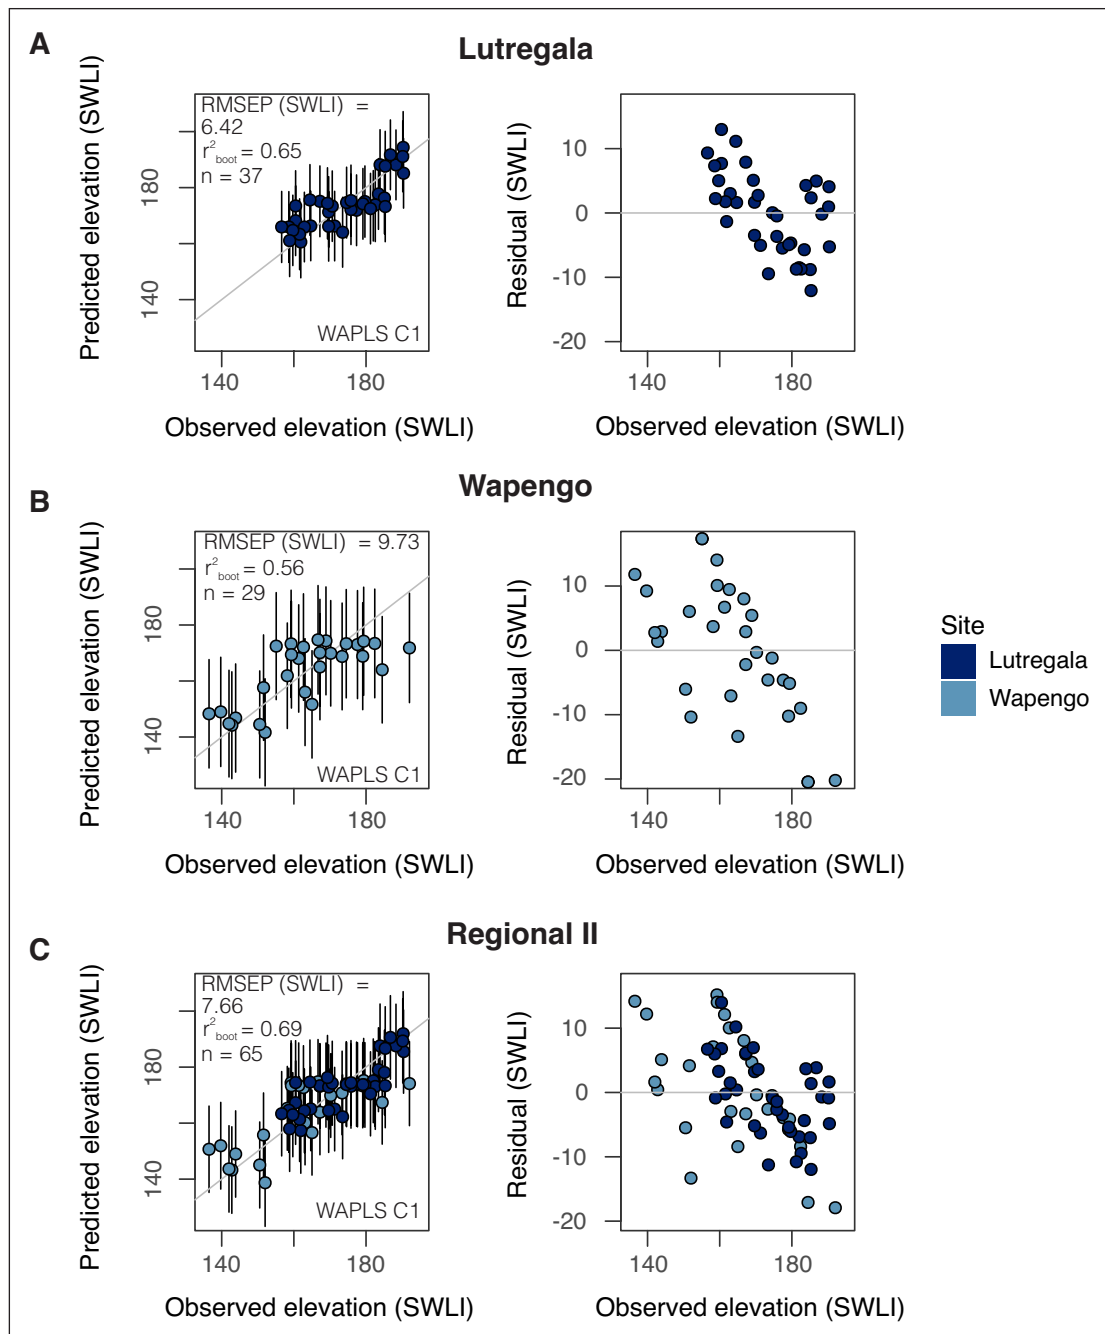 A
Lutregala
RMSEP (SWLI) =
6.42
r²boot = 0.65
n = 37
WAPLS C1
Predicted elevation (SWLI)
180
140
140
180
Observed elevation (SWLI)
Residual (SWLI)
10
0
-10
-20
140
180
Observed elevation (SWLI)
B
Wapengo
RMSEP (SWLI) = 9.73
r²boot = 0.56
n = 29
WAPLS C1
Predicted elevation (SWLI)
180
140
140
180
Observed elevation (SWLI)
Residual (SWLI)
10
0
-10
-20
140
180
Observed elevation (SWLI)
Site
Lutregala
Wapengo
C
Regional II
RMSEP (SWLI) =
7.66
r²boot = 0.69
n = 65
WAPLS C1
Predicted elevation (SWLI)
180
140
140
180
Observed elevation (SWLI)
Residual (SWLI)
10
0
-10
-20
140
180
Observed elevation (SWLI)